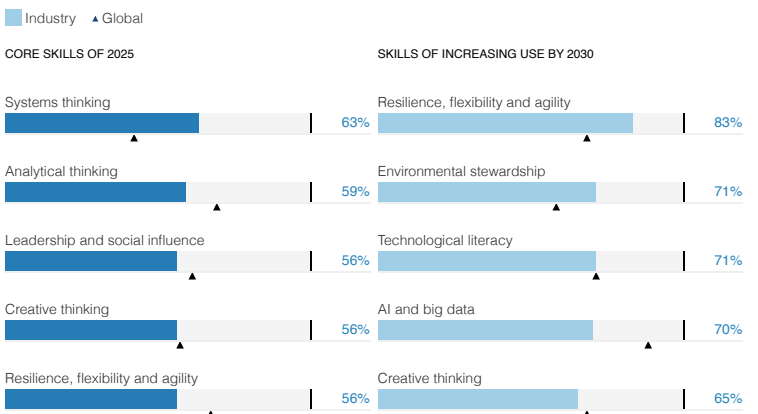 Industry Global
CORE SKILLS OF 2025
Systems thinking
63%
Analytical thinking
59%
Leadership and social influence
56%
Creative thinking
56%
Resilience, flexibility and agility
56%
SKILLS OF INCREASING USE BY 2030
Resilience, flexibility and agility
83%
Environmental stewardship
71%
Technological literacy
71%
AI and big data
70%
Creative thinking
65%